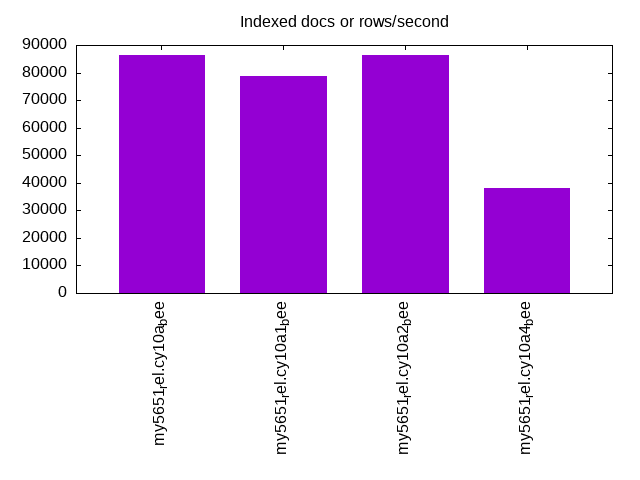 Indexed docs or rows/second
90000
80000
70000
60000
50000
40000
30000
20000
10000
0
my5651rel.cy10abee
my5651rel.cy10a1bee
my5651rel.cy10a2bee
my5651rel.cy10a4bee